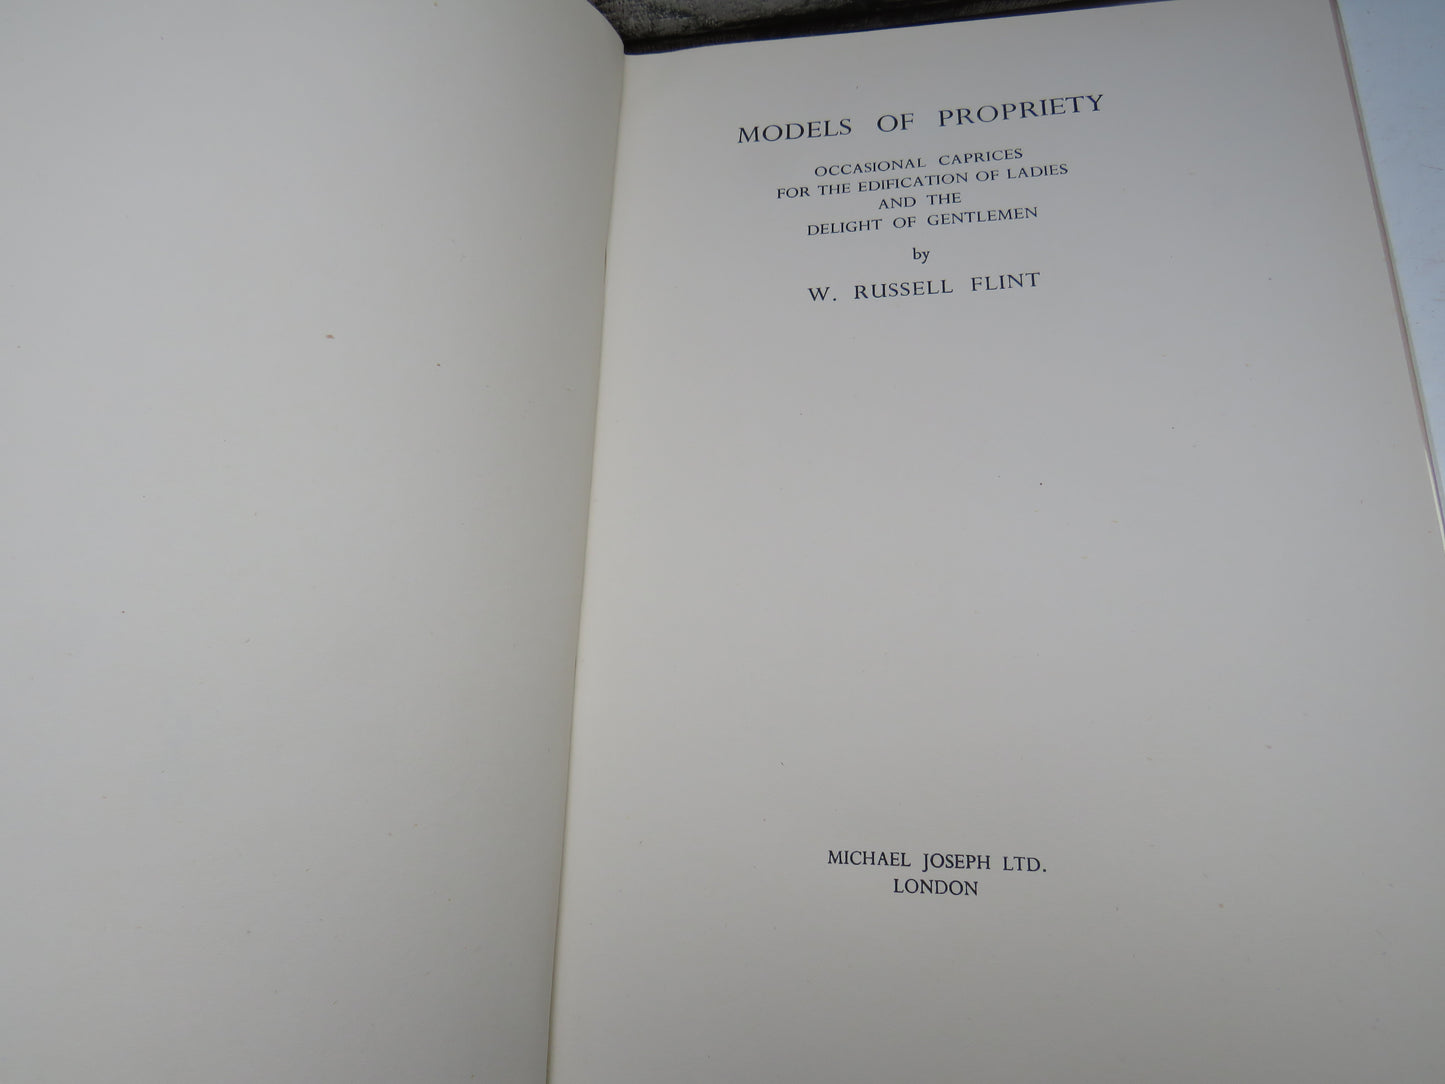 MODELS OF PROPRIETY
OCCASIONAL CAPRICES
FOR THE EDIFICATION OF LADIES
AND THE
DELIGHT OF GENTLEMEN
by
W. RUSSELL FLINT
MICHAEL JOSEPH LTD.
LONDON